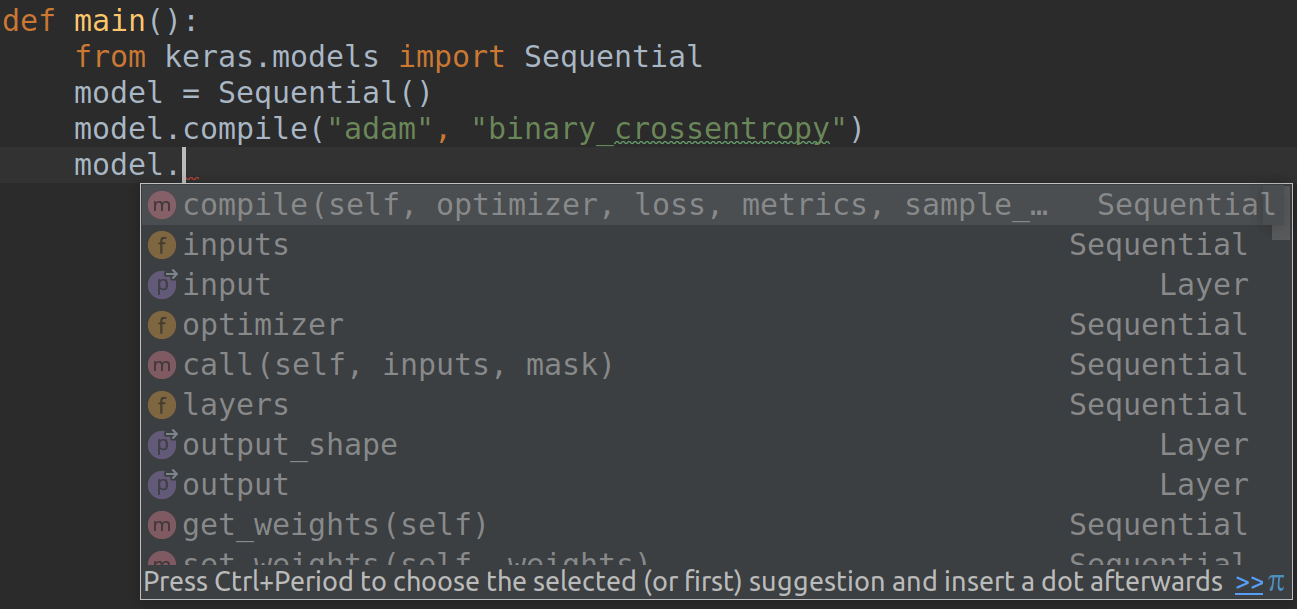 def main():
    from keras.models import Sequential
    model = Sequential()
    model.compile("adam", "binary_crossentropy")
    model.
m compile(self, optimizer, loss, metrics, sample_… Sequential
f inputs Sequential
p input Layer
f optimizer Sequential
m call(self, inputs, mask) Sequential
f layers Sequential
p output_shape Layer
p output Layer
m get_weights(self) Sequential
m set_weights(self, weights) Sequential
Press Ctrl+Period to choose the selected (or first) suggestion and insert a dot afterwards >> π